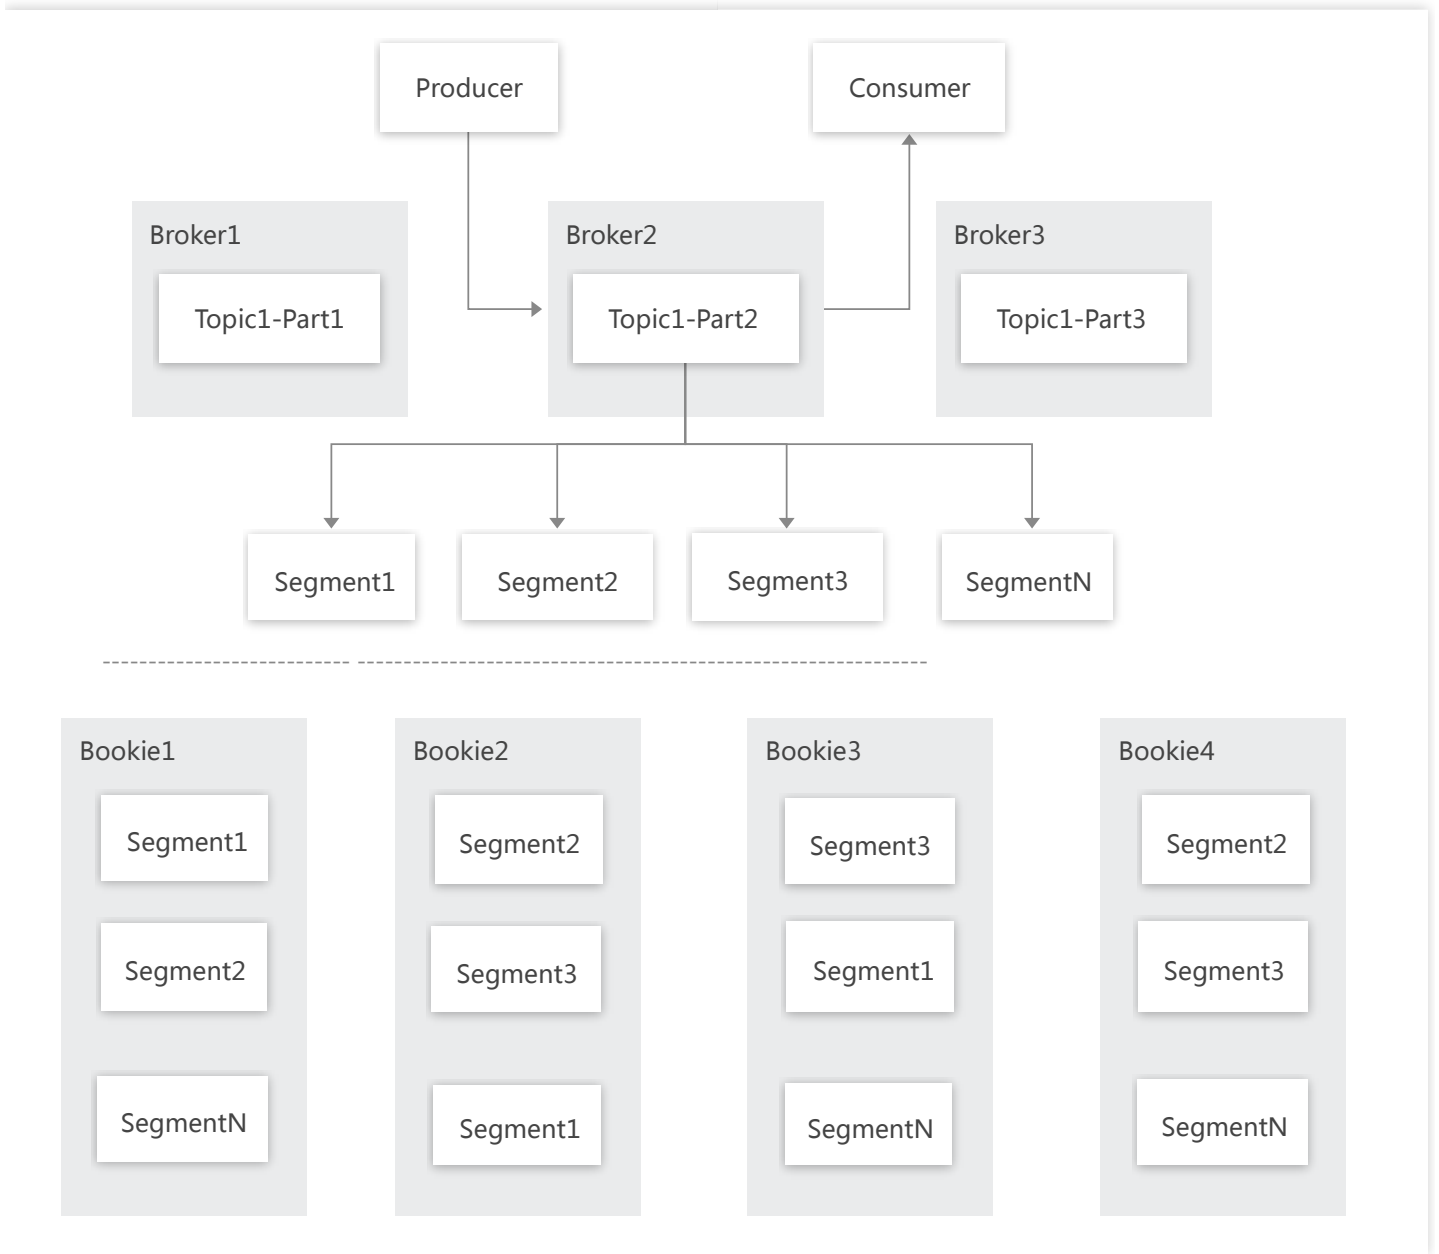 Producer
Consumer
Broker1
Broker2
Broker3
Topic1-Part1
Topic1-Part2
Topic1-Part3
Segment1
Segment2
Segment3
SegmentN
Bookie1
Segment1
Segment2
SegmentN
Bookie2
Segment2
Segment3
Segment1
Bookie3
Segment3
Segment1
SegmentN
Bookie4
Segment2
Segment3
SegmentN